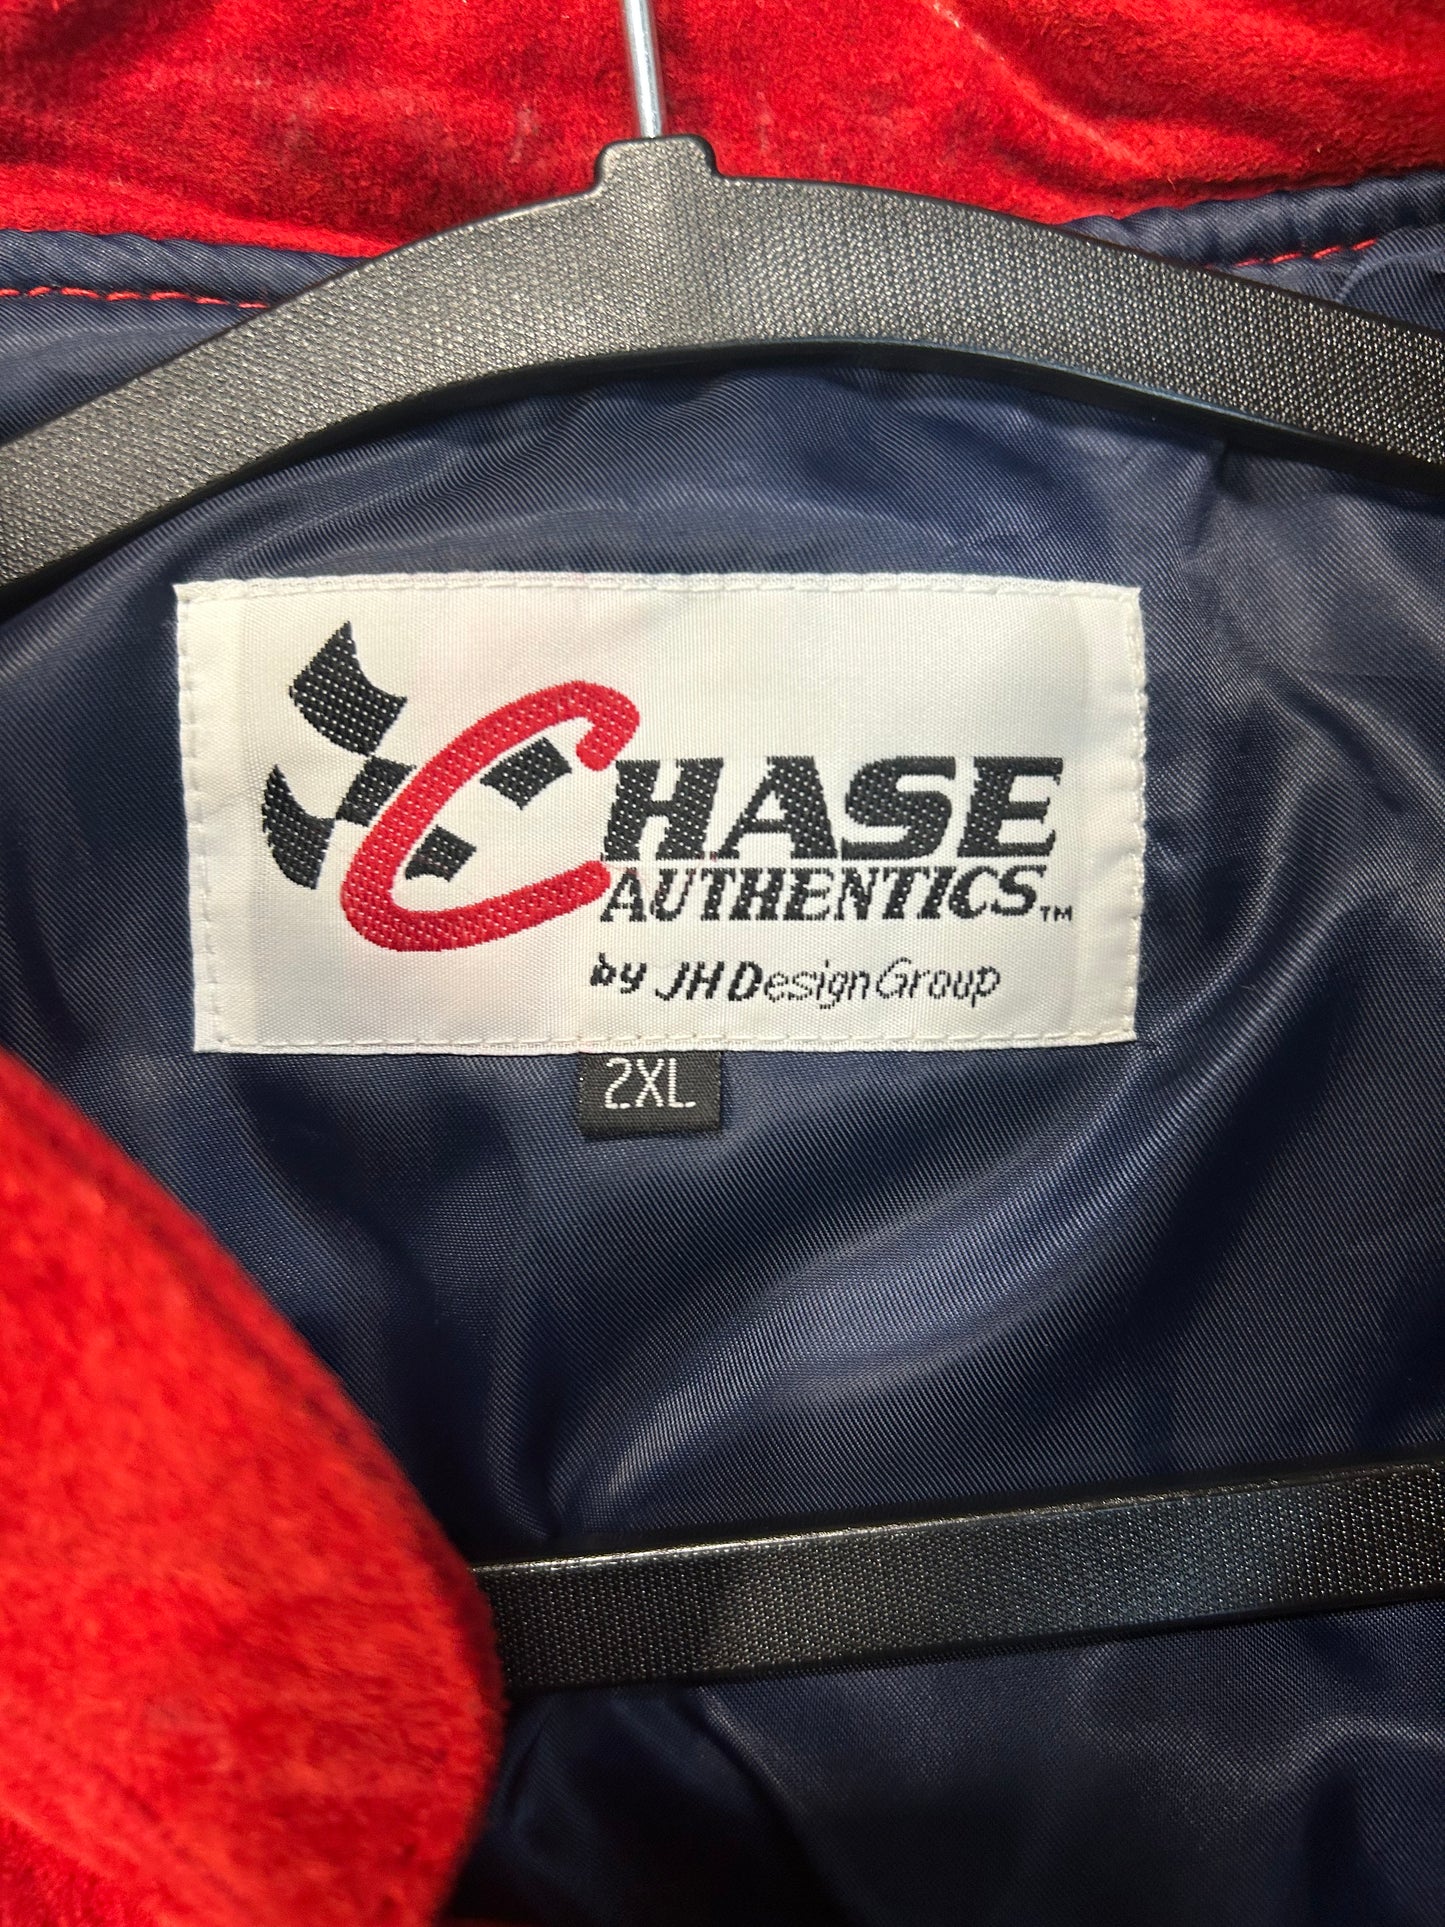 CHASE
AUTHENTICS™
by JH Design Group
2XL